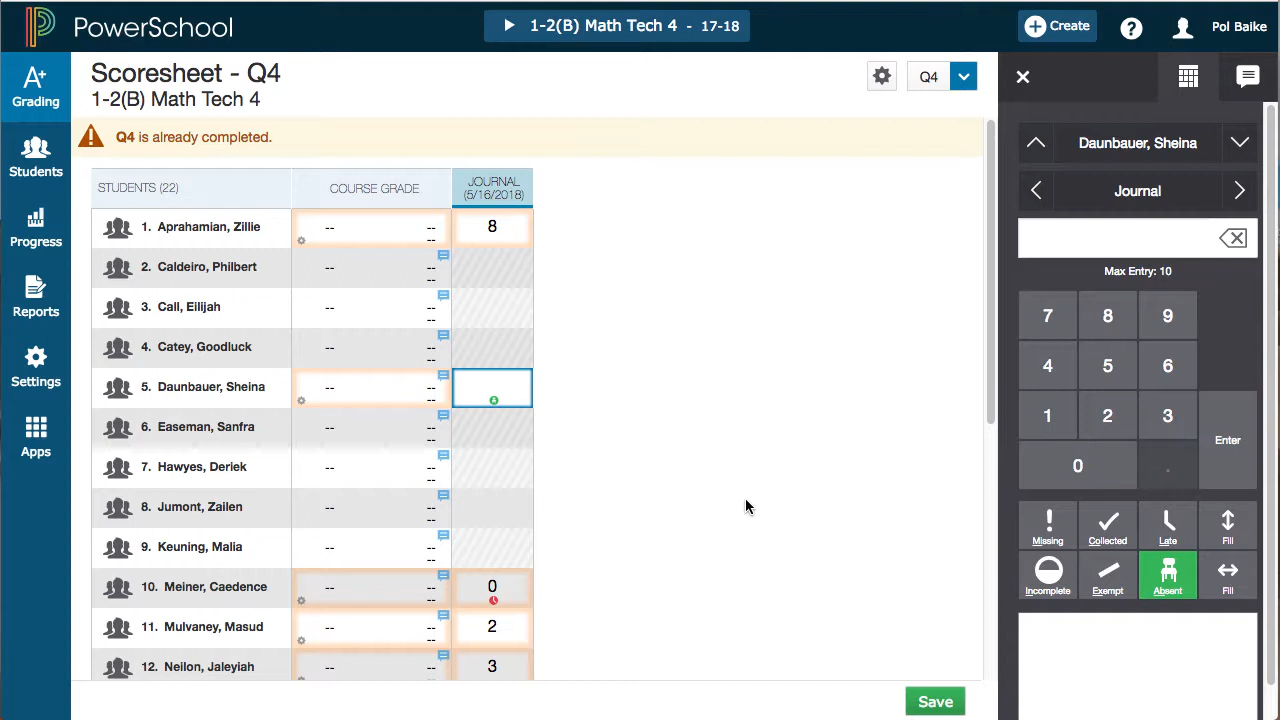 PowerSchool
1-2(B) Math Tech 4 - 17-18
Create
?
Pol Baike
A+
Grading
Students
Progress
Reports
Settings
Apps
Scoresheet - Q4
1-2(B) Math Tech 4
Q4
Q4 is already completed.
STUDENTS (22)
COURSE GRADE
JOURNAL
(5/16/2018)
1. Aprahamian, Zillie -- -- 8
--
2. Caldeiro, Philbert -- --
--
3. Call, Eilijah -- --
--
4. Catey, Goodluck -- --
--
5. Daunbauer, Sheina -- --
--
6. Easeman, Sanfra -- --
--
7. Hawyes, Deriek -- --
--
8. Jumont, Zailen -- --
--
9. Keuning, Malia -- --
--
10. Meiner, Caedence -- -- 0
--
11. Mulvaney, Masud -- -- 2
--
12. Neilon, Jaleyiah -- -- 3
Save
Daunbauer, Sheina
Journal
Max Entry: 10
7 8 9
4 5 6
1 2 3
Enter
0 .
Missing Collected Late Fill
Incomplete Exempt Absent Fill